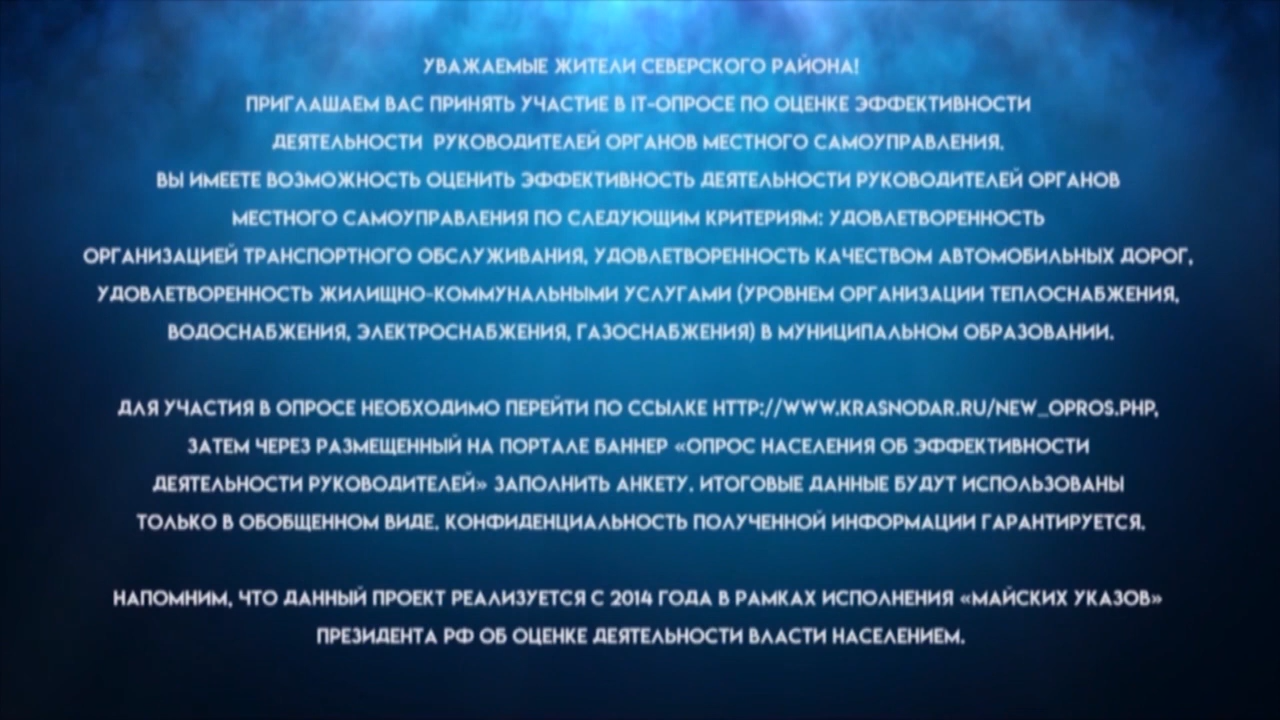 УВАЖАЕМЫЕ ЖИТЕЛИ СЕВЕРСКОГО РАЙОНА!
ПРИГЛАШАЕМ ВАС ПРИНЯТЬ УЧАСТИЕ В IT-ОПРОСЕ ПО ОЦЕНКЕ ЭФФЕКТИВНОСТИ
ДЕЯТЕЛЬНОСТИ РУКОВОДИТЕЛЕЙ ОРГАНОВ МЕСТНОГО САМОУПРАВЛЕНИЯ.
ВЫ ИМЕЕТЕ ВОЗМОЖНОСТЬ ОЦЕНИТЬ ЭФФЕКТИВНОСТЬ ДЕЯТЕЛЬНОСТИ РУКОВОДИТЕЛЕЙ ОРГАНОВ
МЕСТНОГО САМОУПРАВЛЕНИЯ ПО СЛЕДУЮЩИМ КРИТЕРИЯМ: УДОВЛЕТВОРЕННОСТЬ
ОРГАНИЗАЦИЕЙ ТРАНСПОРТНОГО ОБСЛУЖИВАНИЯ, УДОВЛЕТВОРЕННОСТЬ КАЧЕСТВОМ АВТОМОБИЛЬНЫХ ДОРОГ,
УДОВЛЕТВОРЕННОСТЬ ЖИЛИЩНО-КОММУНАЛЬНЫМИ УСЛУГАМИ (УРОВНЕМ ОРГАНИЗАЦИИ ТЕПЛОСНАБЖЕНИЯ,
ВОДОСНАБЖЕНИЯ, ЭЛЕКТРОСНАБЖЕНИЯ, ГАЗОСНАБЖЕНИЯ) В МУНИЦИПАЛЬНОМ ОБРАЗОВАНИИ.
ДЛЯ УЧАСТИЯ В ОПРОСЕ НЕОБХОДИМО ПЕРЕЙТИ ПО ССЫЛКЕ HTTP://WWW.KRASNODAR.RU/NEW_OPROS.PHP,
ЗАТЕМ ЧЕРЕЗ РАЗМЕЩЕННЫЙ НА ПОРТАЛЕ БАННЕР «ОПРОС НАСЕЛЕНИЯ ОБ ЭФФЕКТИВНОСТИ
ДЕЯТЕЛЬНОСТИ РУКОВОДИТЕЛЕЙ» ЗАПОЛНИТЬ АНКЕТУ. ИТОГОВЫЕ ДАННЫЕ БУДУТ ИСПОЛЬЗОВАНЫ
ТОЛЬКО В ОБОБЩЕННОМ ВИДЕ. КОНФИДЕНЦИАЛЬНОСТЬ ПОЛУЧЕННОЙ ИНФОРМАЦИИ ГАРАНТИРУЕТСЯ.
НАПОМНИМ, ЧТО ДАННЫЙ ПРОЕКТ РЕАЛИЗУЕТСЯ С 2014 ГОДА В РАМКАХ ИСПОЛНЕНИЯ «МАЙСКИХ УКАЗОВ»
ПРЕЗИДЕНТА РФ ОБ ОЦЕНКЕ ДЕЯТЕЛЬНОСТИ ВЛАСТИ НАСЕЛЕНИЕМ.